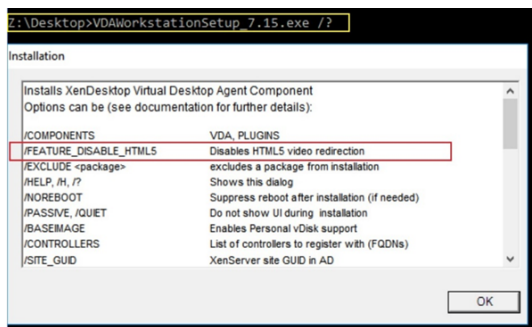 Z:\Desktop>VDAWorkstationSetup_7.15.exe /?
Installation
Installs XenDesktop Virtual Desktop Agent Component
Options can be (see documentation for further details):
/COMPONENTS VDA, PLUGINS
/FEATURE_DISABLE_HTML5 Disables HTML5 video redirection
/EXCLUDE <package> excludes a package from installation
/HELP, /H, /? Shows this dialog
/NOREBOOT Suppress reboot after installation (if needed)
/PASSIVE, /QUIET Do not show UI during installation
/BASEIMAGE Enables Personal vDisk support
/CONTROLLERS List of controllers to register with (FQDNs)
/SITE_GUID XenServer site GUID in AD
OK